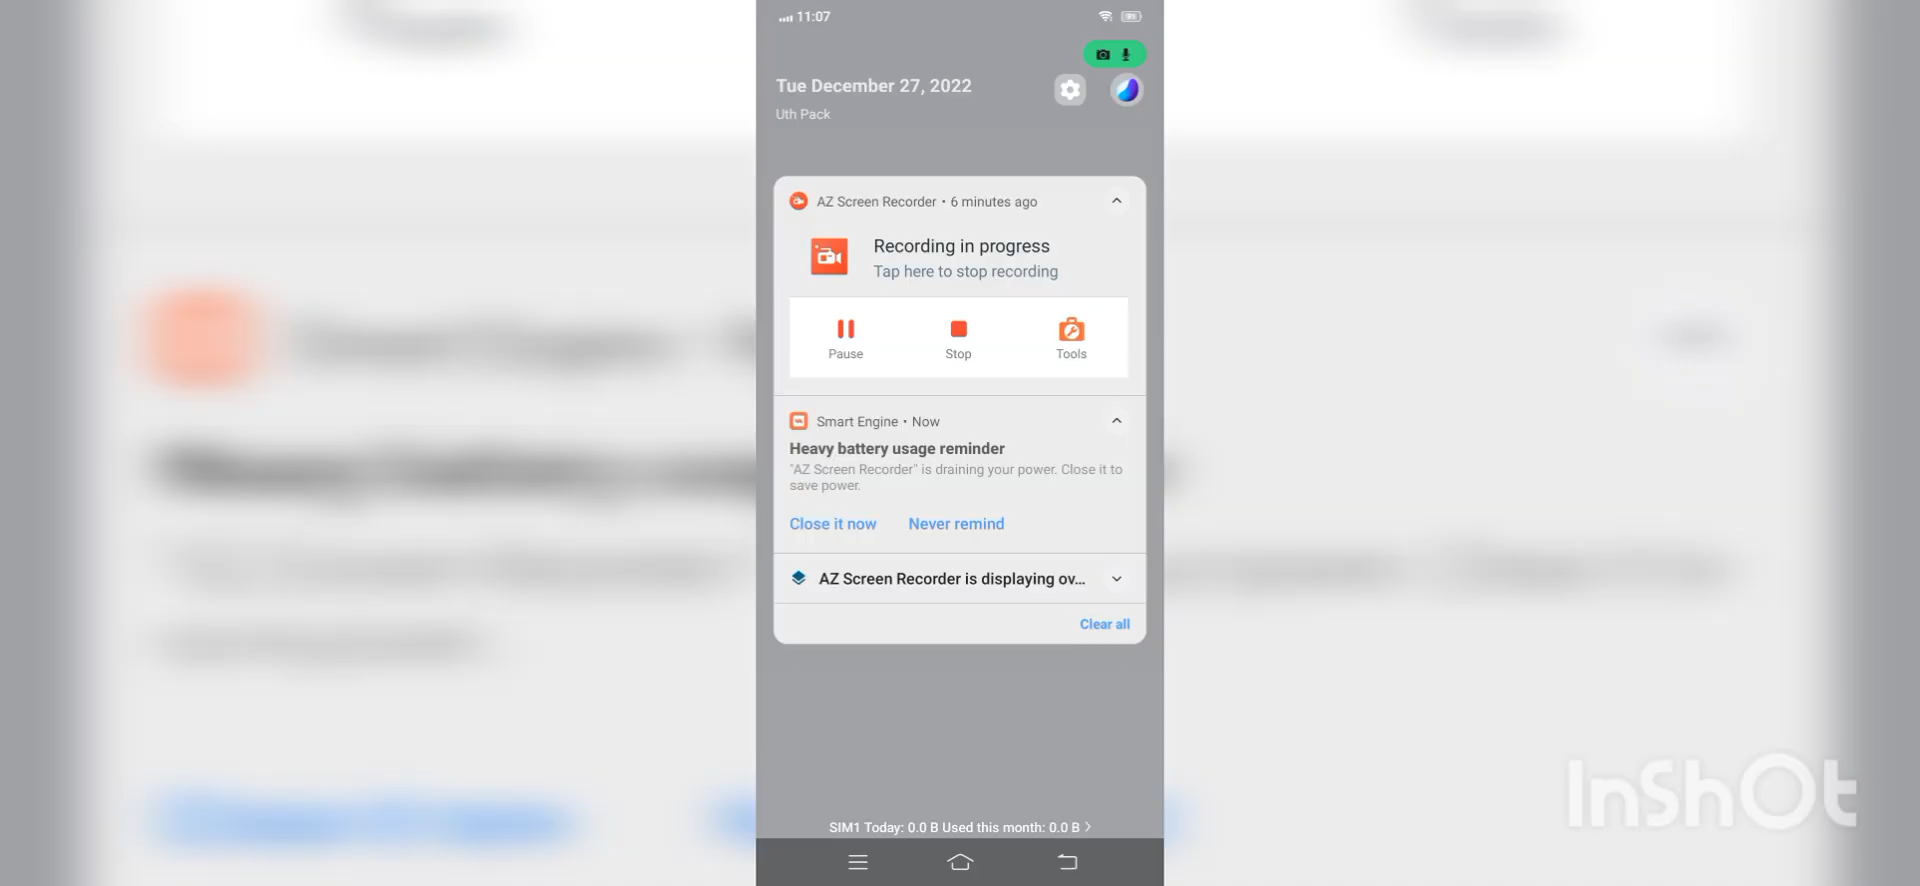 11:07
Tue December 27, 2022
Uth Pack
AZ Screen Recorder • 6 minutes ago
Recording in progress
Tap here to stop recording
Pause
Stop
Tools
Smart Engine • Now
Heavy battery usage reminder
"AZ Screen Recorder" is draining your power. Close it to
save power.
Close it now
Never remind
AZ Screen Recorder is displaying ov...
Clear all
SIM1 Today: 0.0 B Used this month: 0.0 B
InShOt